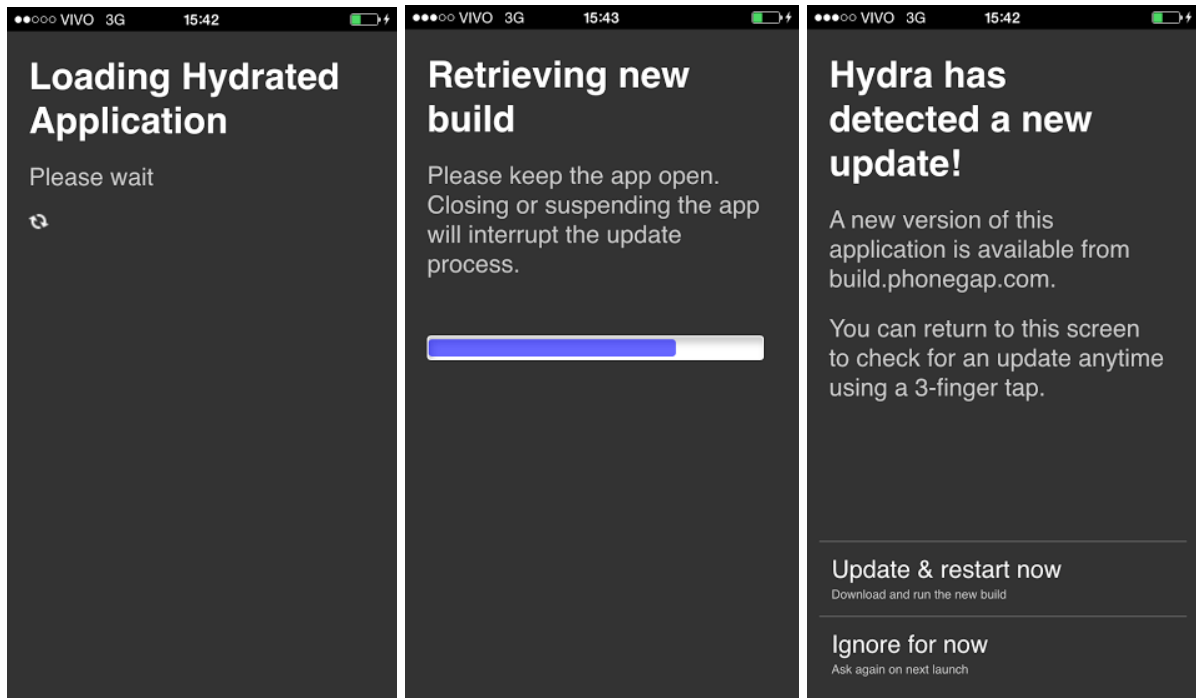 VIVO 3G 15:42
Loading Hydrated
Application
Please wait
VIVO 3G 15:43
Retrieving new
build
Please keep the app open.
Closing or suspending the app
will interrupt the update
process.
VIVO 3G 15:42
Hydra has
detected a new
update!
A new version of this
application is available from
build.phonegap.com.
You can return to this screen
to check for an update anytime
using a 3-finger tap.
Update & restart now
Download and run the new build
Ignore for now
Ask again on next launch